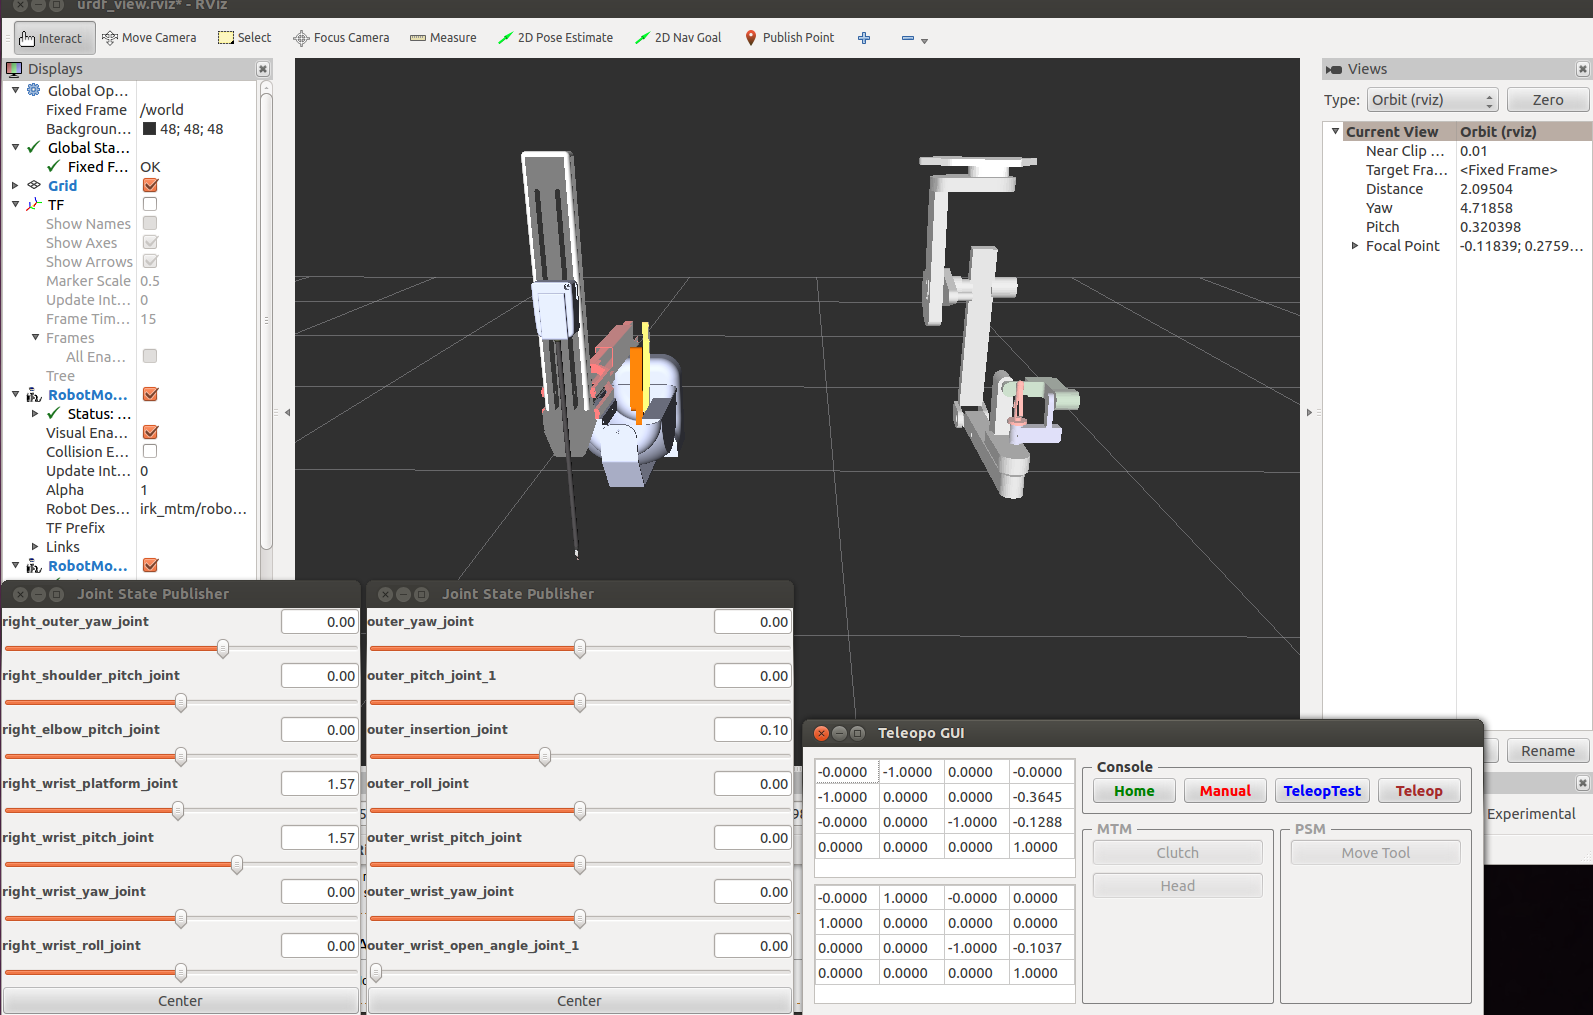 urdf_view.rviz* - RViz
Interact Move Camera Select Focus Camera Measure 2D Pose Estimate 2D Nav Goal Publish Point
Displays
Global Op...
Fixed Frame /world
Backgroun... 48; 48; 48
Global Sta...
Fixed F... OK
Grid
TF
Show Names
Show Axes
Show Arrows
Marker Scale 0.5
Update Int... 0
Frame Tim... 15
Frames
All Ena...
Tree
RobotMo...
Status: ...
Visual Ena...
Collision E...
Update Int... 0
Alpha 1
Robot Des... irk_mtm/robo...
TF Prefix
Links
RobotMo...
Views
Type: Orbit (rviz) Zero
Current View Orbit (rviz)
Near Clip ... 0.01
Target Fra... <Fixed Frame>
Distance 2.09504
Yaw 4.71858
Pitch 0.320398
Focal Point -0.11839; 0.2759...
Rename
Experimental
Joint State Publisher
right_outer_yaw_joint 0.00
right_shoulder_pitch_joint 0.00
right_elbow_pitch_joint 0.00
right_wrist_platform_joint 1.57
right_wrist_pitch_joint 1.57
right_wrist_yaw_joint 0.00
right_wrist_roll_joint 0.00
Center
Joint State Publisher
outer_yaw_joint 0.00
outer_pitch_joint_1 0.00
outer_insertion_joint 0.10
outer_roll_joint 0.00
outer_wrist_pitch_joint 0.00
outer_wrist_yaw_joint 0.00
outer_wrist_open_angle_joint_1 0.00
Center
Teleopo GUI
-0.0000 -1.0000 0.0000 -0.0000
-1.0000 0.0000 0.0000 -0.3645
-0.0000 0.0000 -1.0000 -0.1288
0.0000 0.0000 0.0000 1.0000
-0.0000 1.0000 -0.0000 0.0000
1.0000 0.0000 0.0000 0.0000
0.0000 0.0000 -1.0000 -0.1037
0.0000 0.0000 0.0000 1.0000
Console
Home Manual TeleopTest Teleop
MTM
Clutch
Head
PSM
Move Tool